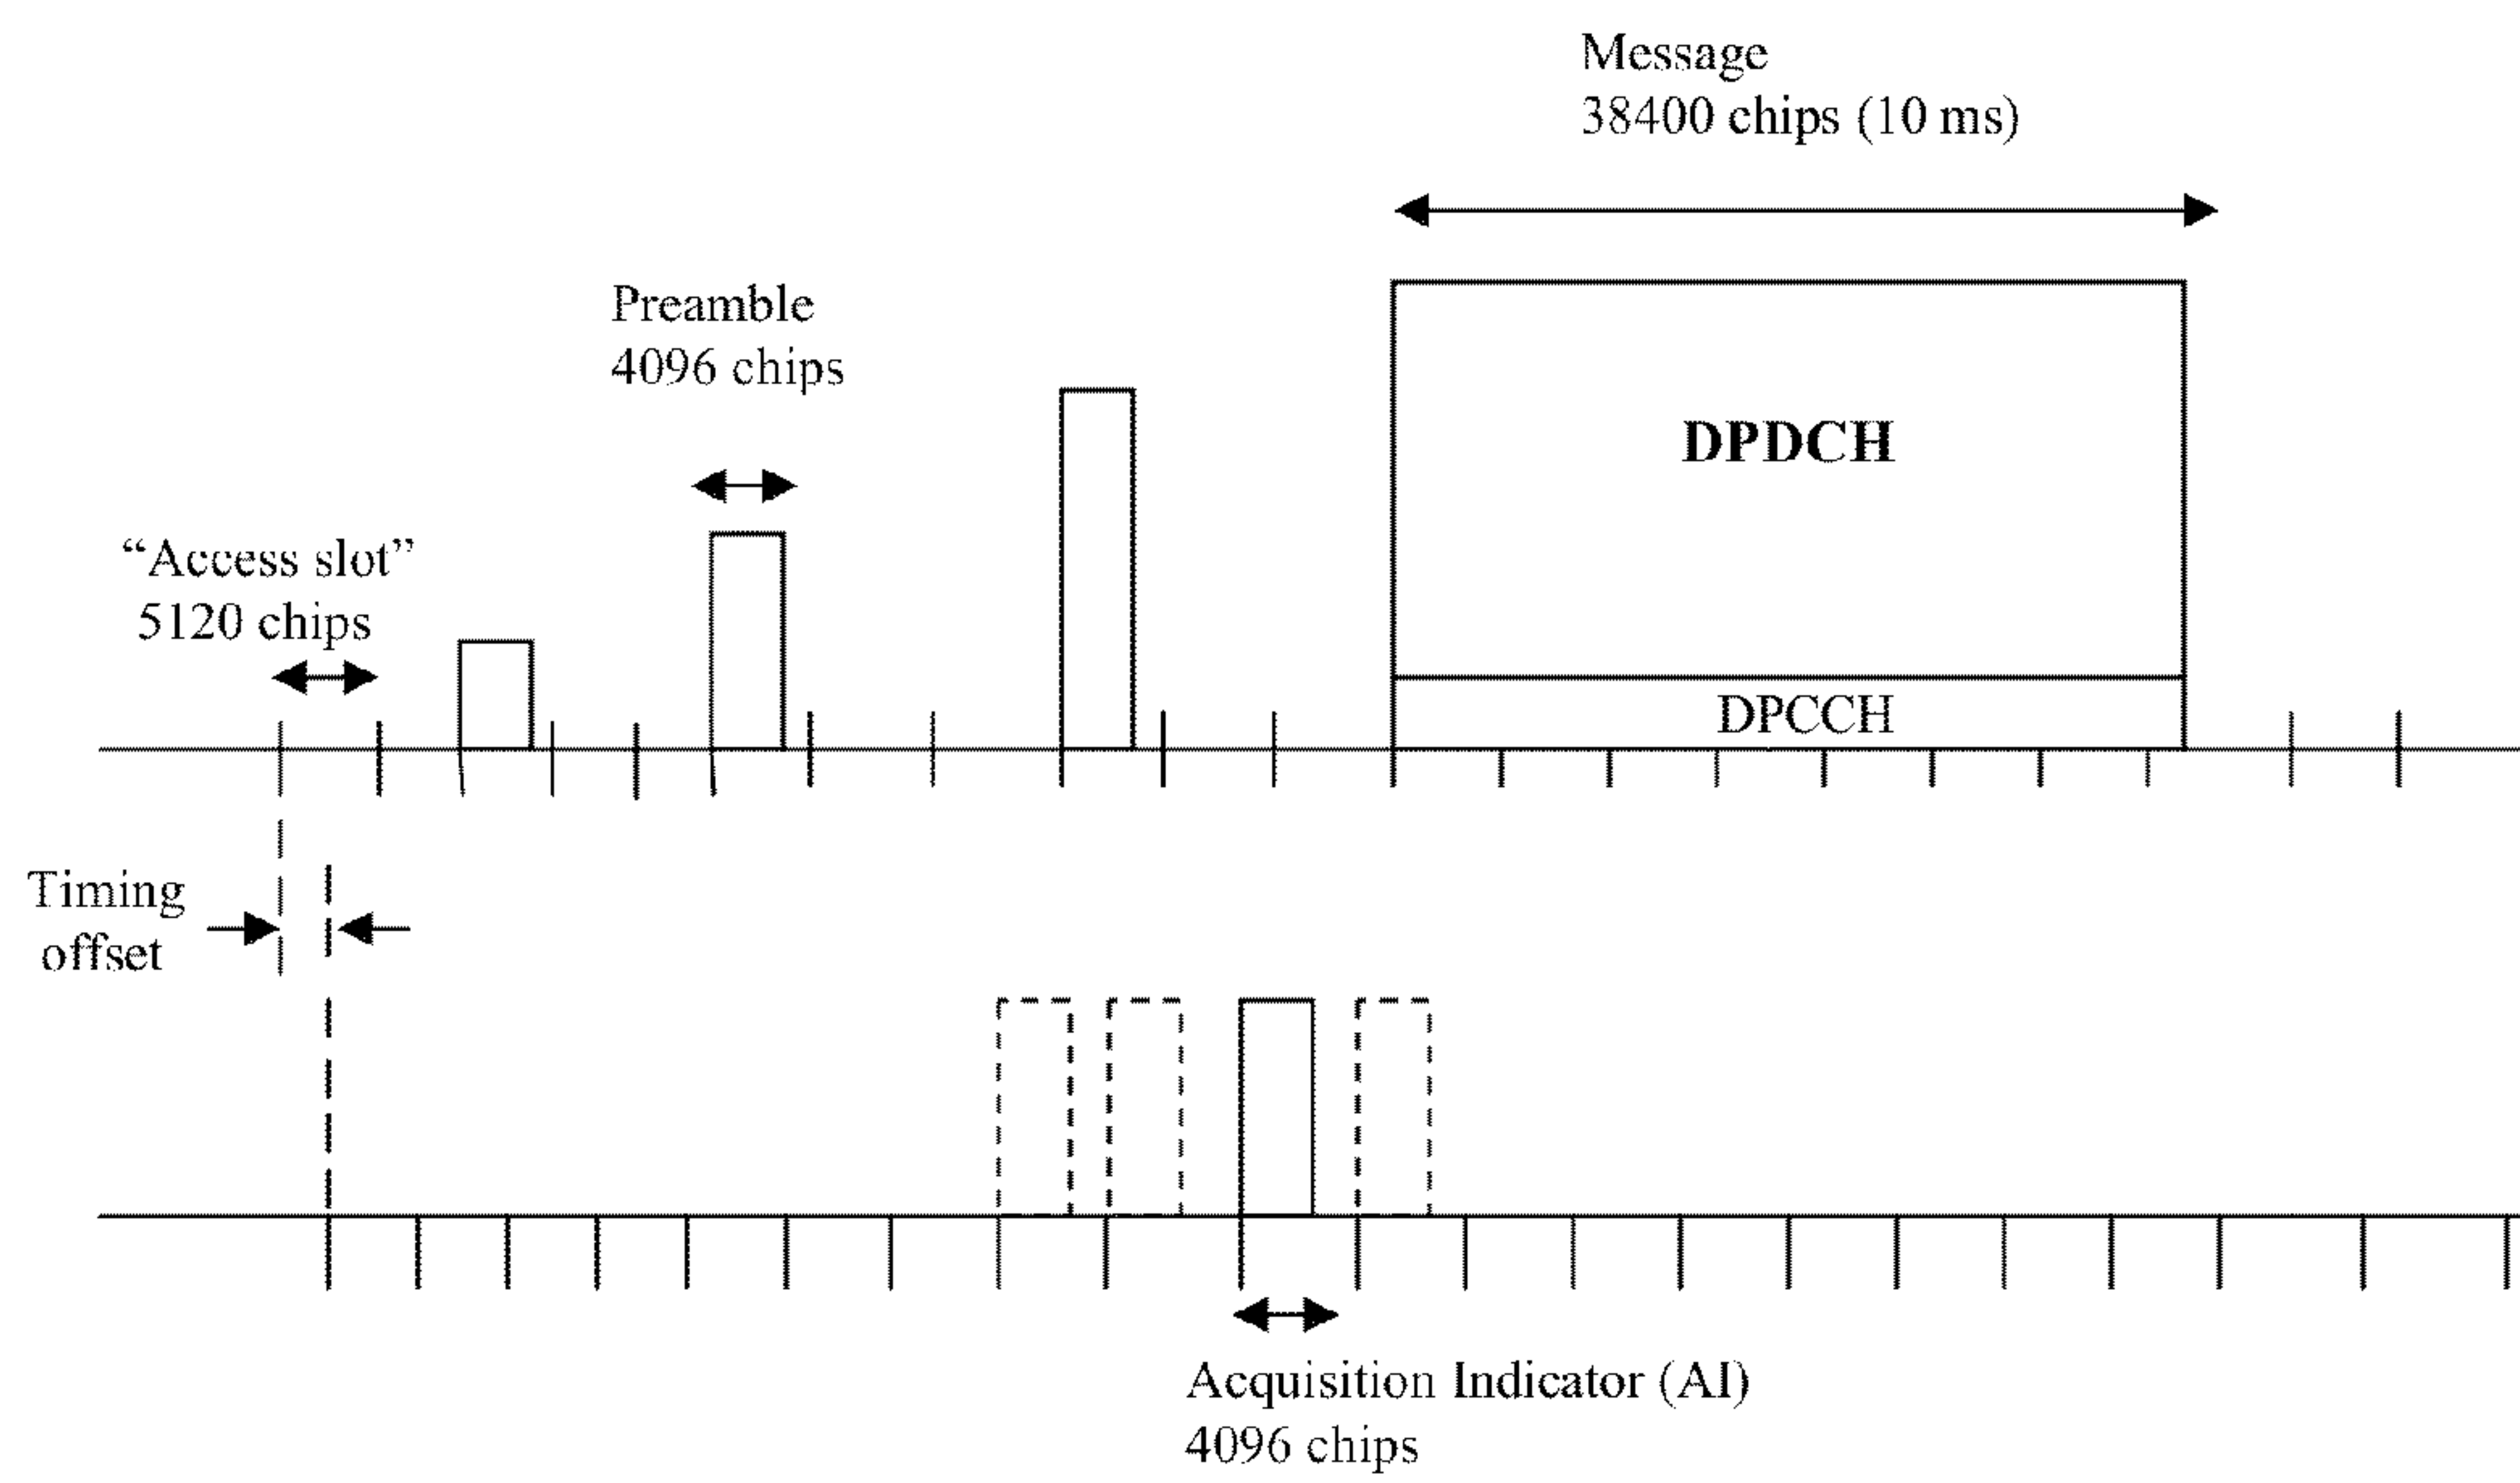 Message
38400 chips (10 ms)
Preamble
4096 chips
“Access slot”
5120 chips
DPDCH
DPCCH
Timing
offset
Acquisition Indicator (AI)
4096 chips